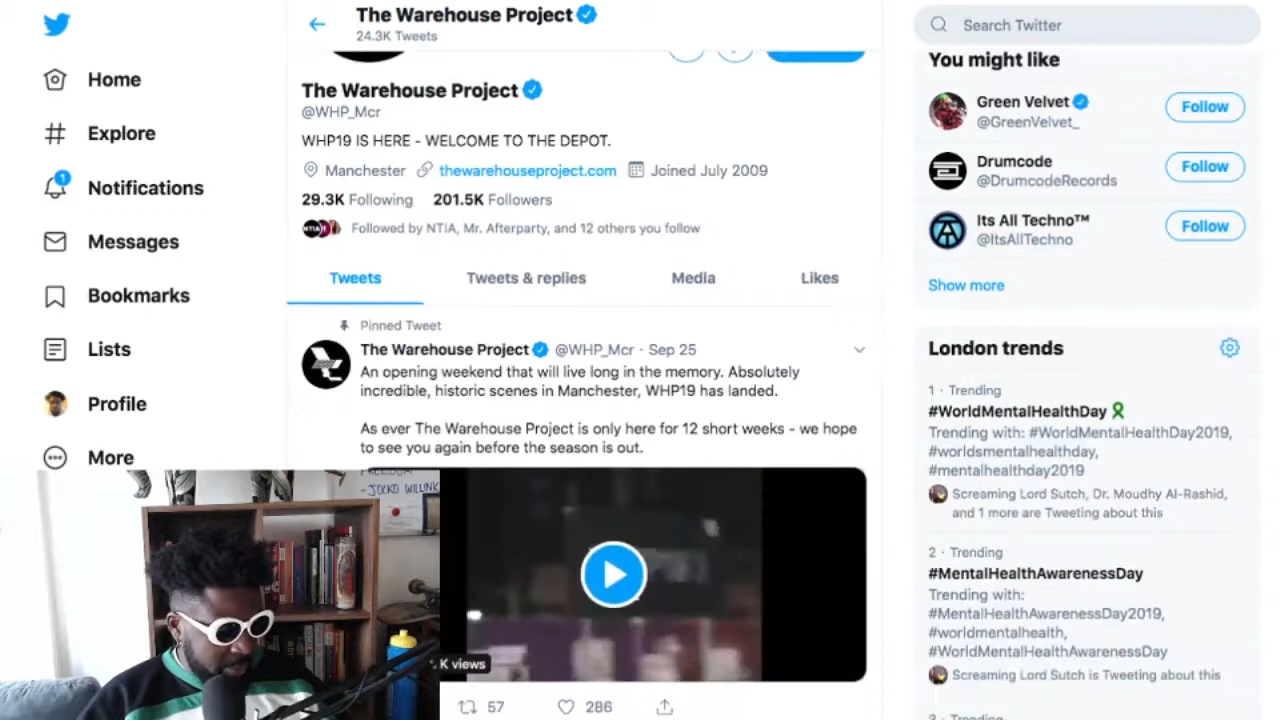 The Warehouse Project
24.3K Tweets
Search Twitter
Home
Explore
1
Notifications
Messages
Bookmarks
Lists
Profile
More
The Warehouse Project
@WHP_Mcr
WHP19 IS HERE - WELCOME TO THE DEPOT.
Manchester thewarehouseproject.com Joined July 2009
29.3K Following 201.5K Followers
NTIA
Followed by NTIA, Mr. Afterparty, and 12 others you follow
Tweets Tweets & replies Media Likes
Pinned Tweet
The Warehouse Project @WHP_Mcr · Sep 25
An opening weekend that will live long in the memory. Absolutely
incredible, historic scenes in Manchester, WHP19 has landed.
As ever The Warehouse Project is only here for 12 short weeks - we hope
to see you again before the season is out.
FREEDOM
-JOCKO WILLINK
K views
57 286
You might like
Green Velvet
@GreenVelvet_
Follow
Drumcode
@DrumcodeRecords
Follow
Its All Techno™
@ItsAllTechno
Follow
Show more
London trends
1 · Trending
#WorldMentalHealthDay
Trending with: #WorldMentalHealthDay2019,
#worldsmentalhealthday,
#mentalhealthday2019
Screaming Lord Sutch, Dr. Moudhy Al-Rashid,
and 1 more are Tweeting about this
2 · Trending
#MentalHealthAwarenessDay
Trending with:
#MentalHealthAwarenessDay2019,
#worldmentalhealth,
#WorldMentalHealthAwarenessDay
Screaming Lord Sutch is Tweeting about this
3 · Trending